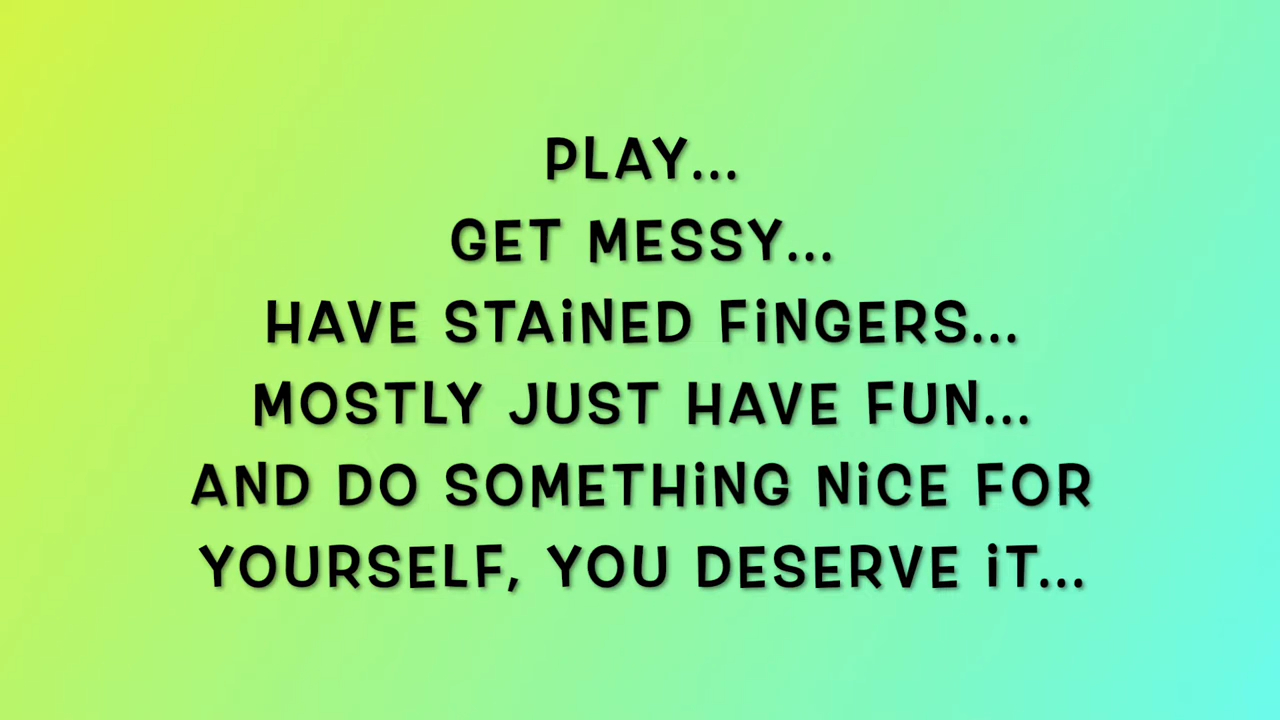 PLAY...
GET MESSY...
HAVE STAiNED FiNGERS...
MOSTLY JUST HAVE FUN...
AND DO SOMETHiNG NiCE FOR
YOURSELF, YOU DESERVE iT...